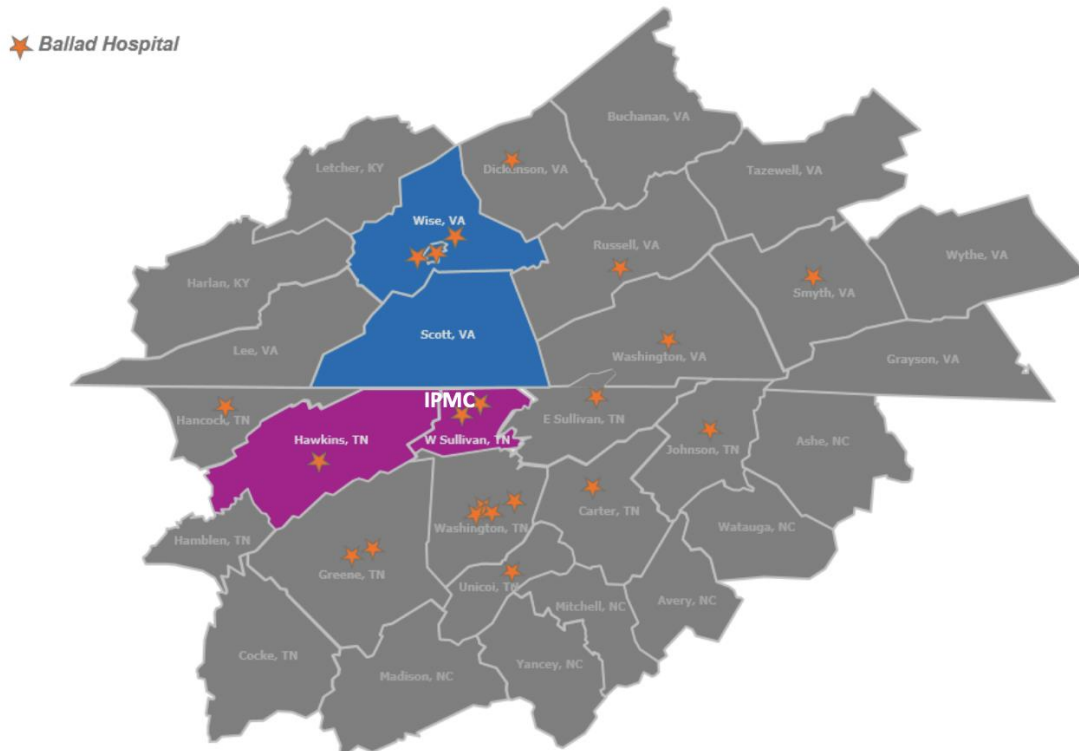 Ballad Hospital
Buchanan, VA
Letcher, KY
Dickenson, VA
Tazewell, VA
Wise, VA
Russell, VA
Wythe, VA
Harlan, KY
Smyth, VA
Scott, VA
Lee, VA
Washington, VA
Grayson, VA
IPMC
Hancock, TN
E Sullivan, TN
Hawkins, TN
W Sullivan, TN
Johnson, TN
Ashe, NC
Carter, TN
Washington, TN
Watauga, NC
Hamblen, TN
Greene, TN
Unicoi, TN
Mitchell, NC
Avery, NC
Cocke, TN
Yancey, NC
Madison, NC